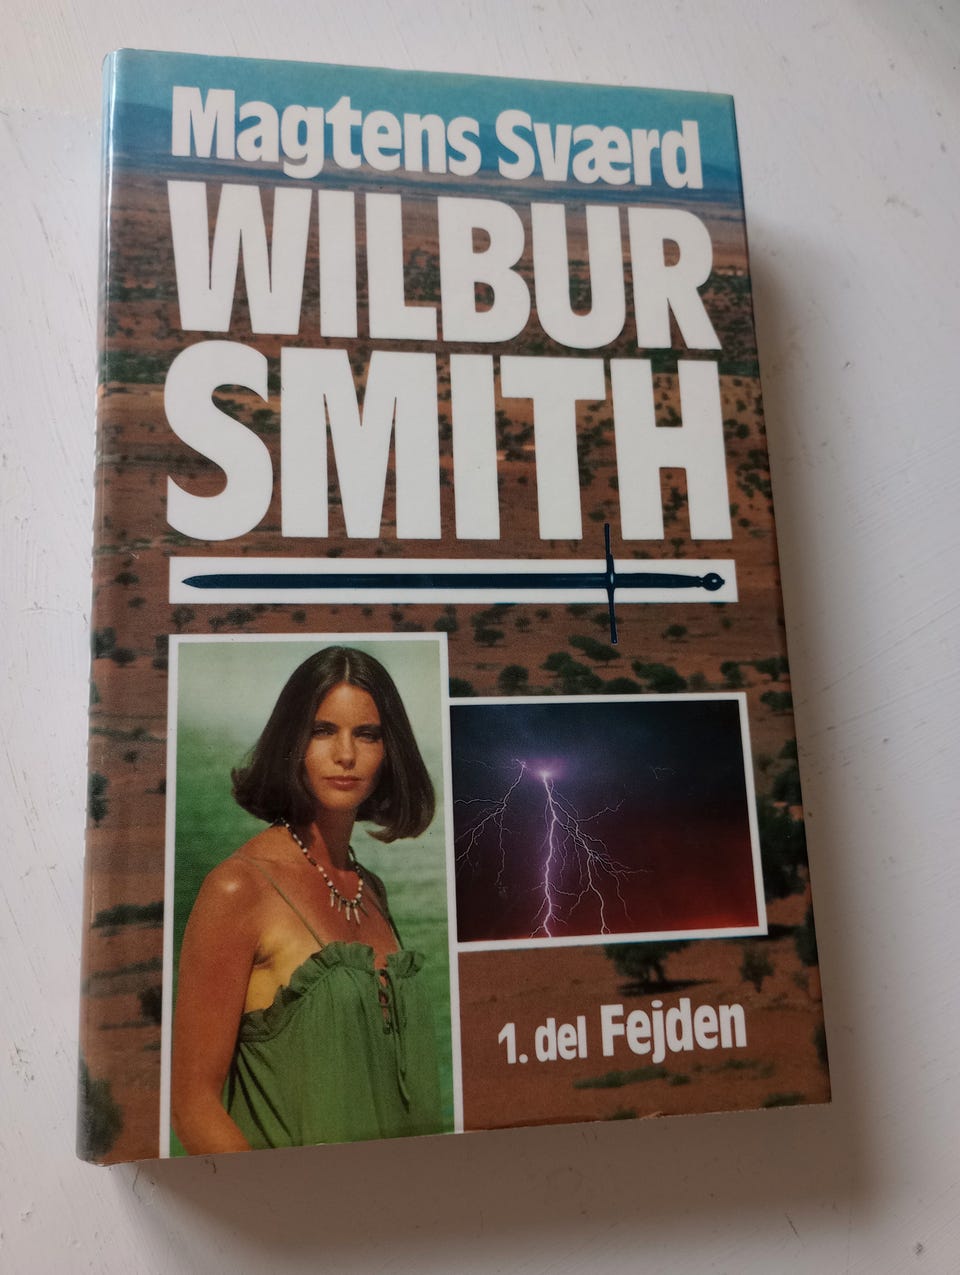 Magtens Sværd
WILBUR
SMITH
1. del Fejden